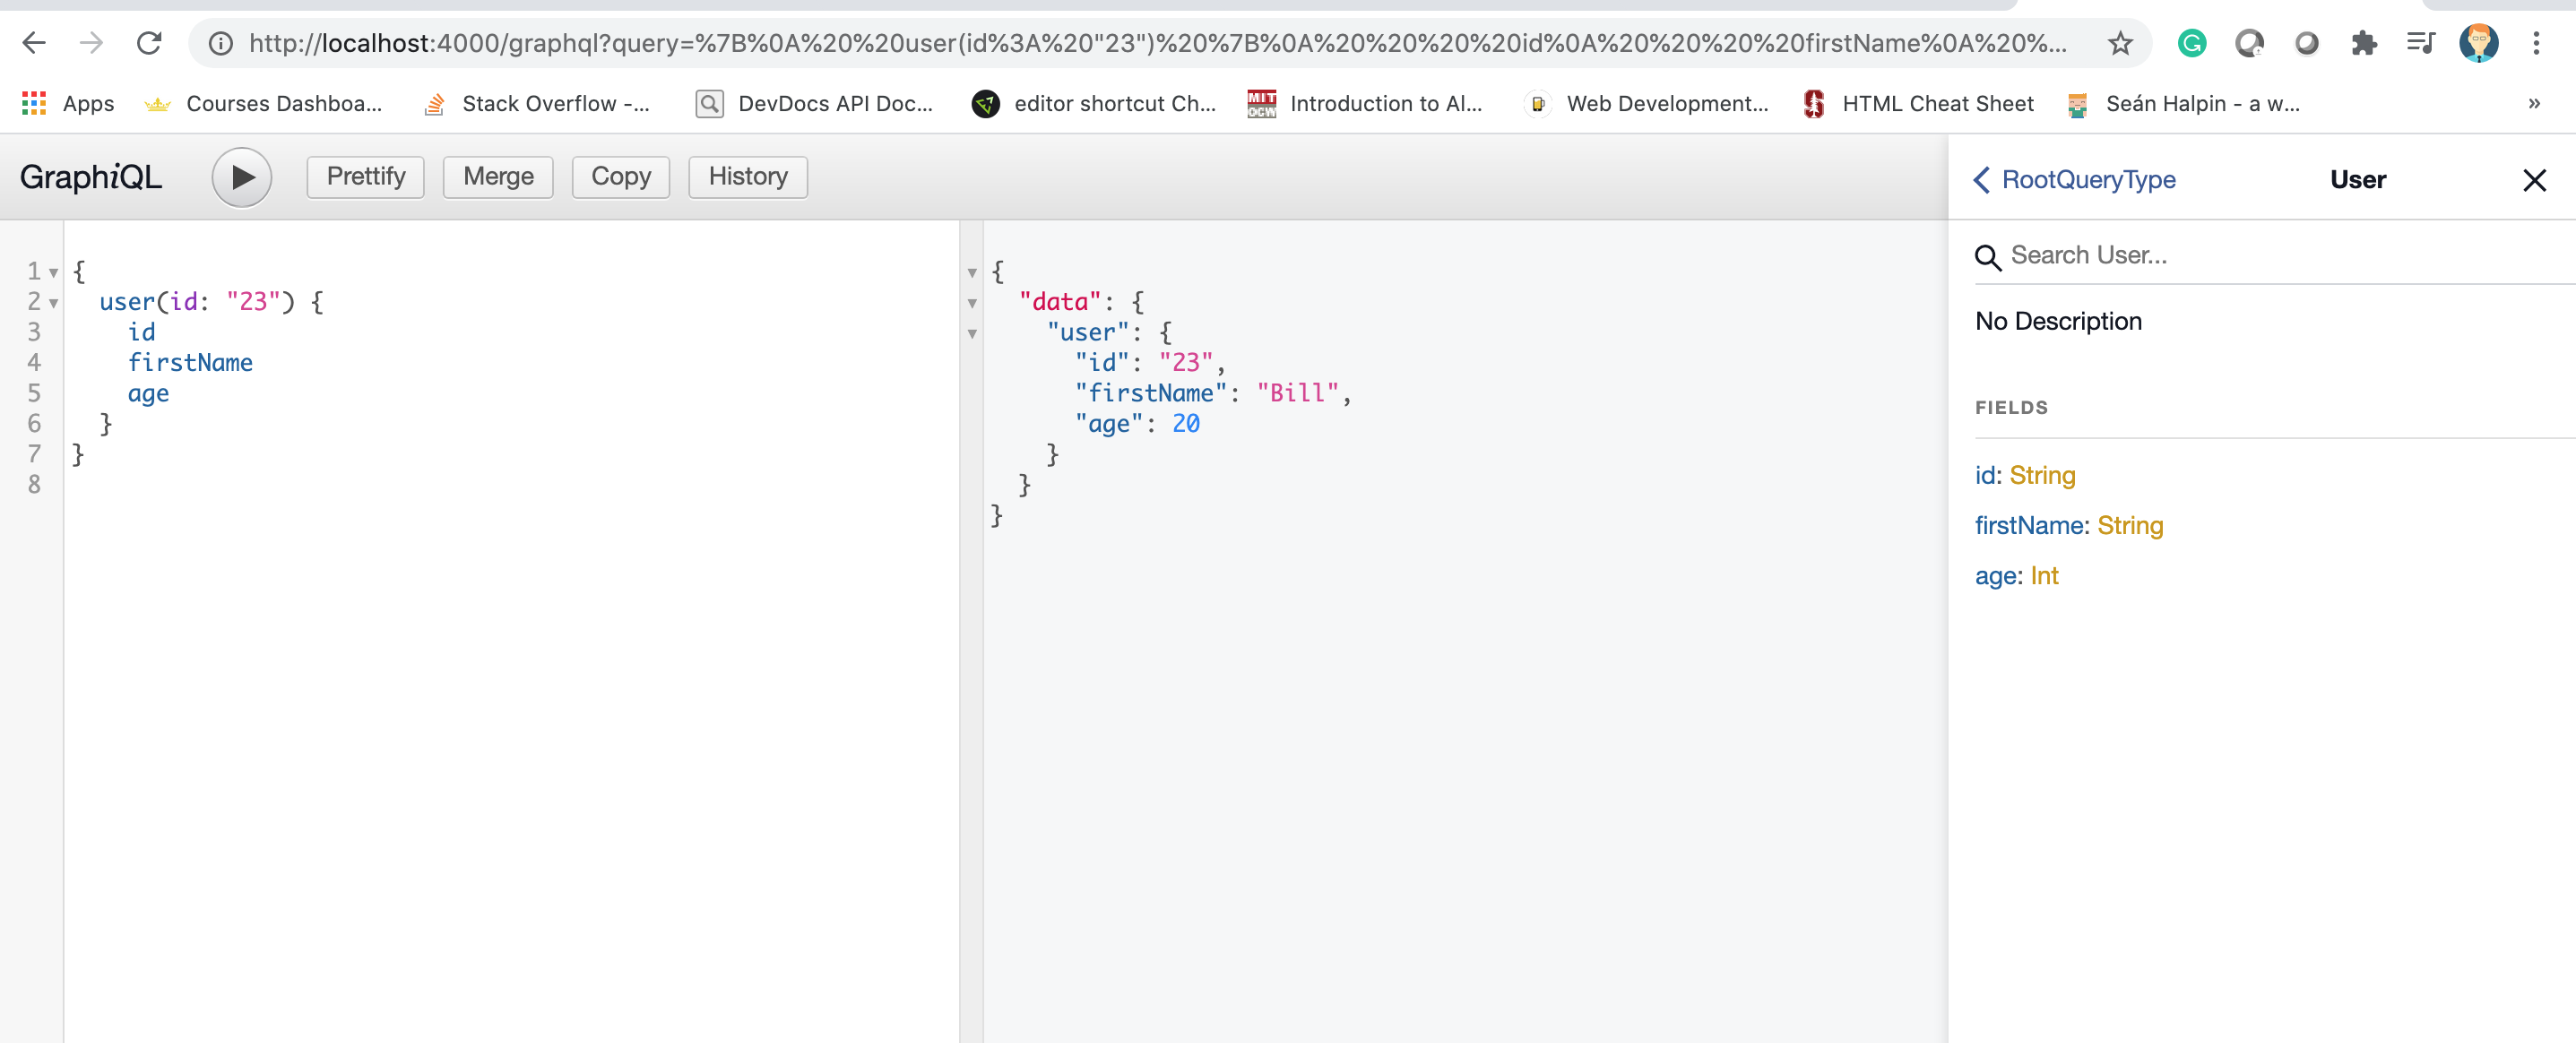 http://localhost:4000/graphql?query=%7B%0A%20%20user(id%3A%20"23")%20%7B%0A%20%20%20%20id%0A%20%20%20%20firstName%0A%20%...
Apps Courses Dashboa... Stack Overflow -... DevDocs API Doc... editor shortcut Ch... MIT OCW Introduction to Al... Web Development... HTML Cheat Sheet Seán Halpin - a w... »
GraphiQL Prettify Merge Copy History
1 {
2 user(id: "23") {
3 id
4 firstName
5 age
6 }
7 }
8
{
"data": {
"user": {
"id": "23",
"firstName": "Bill",
"age": 20
}
}
}
RootQueryType User
Search User...
No Description
FIELDS
id: String
firstName: String
age: Int